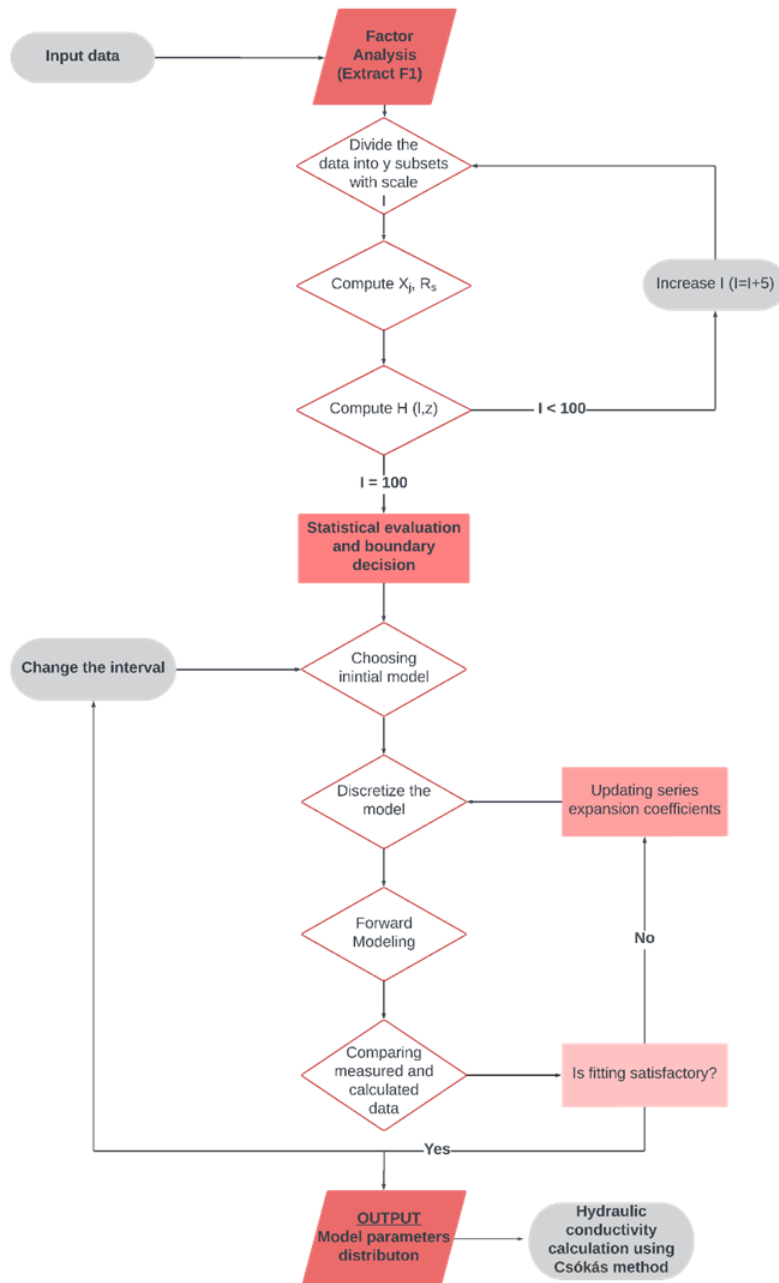 Input data
Factor
Analysis
(Extract F1)
Divide the
data into y subsets
with scale
I
Compute Xj, Rs
Increase I (I=I+5)
Compute H (l,z)
I < 100
I = 100
Statistical evaluation
and boundary
decision
Change the interval
Choosing
inintial model
Discretize the
model
Updating series
expansion coefficients
Forward
Modeling
No
Comparing
measured and
calculated
data
Is fitting satisfactory?
Yes
OUTPUT
Model parameters
distributon
Hydraulic
conductivity
calculation using
Csókás method